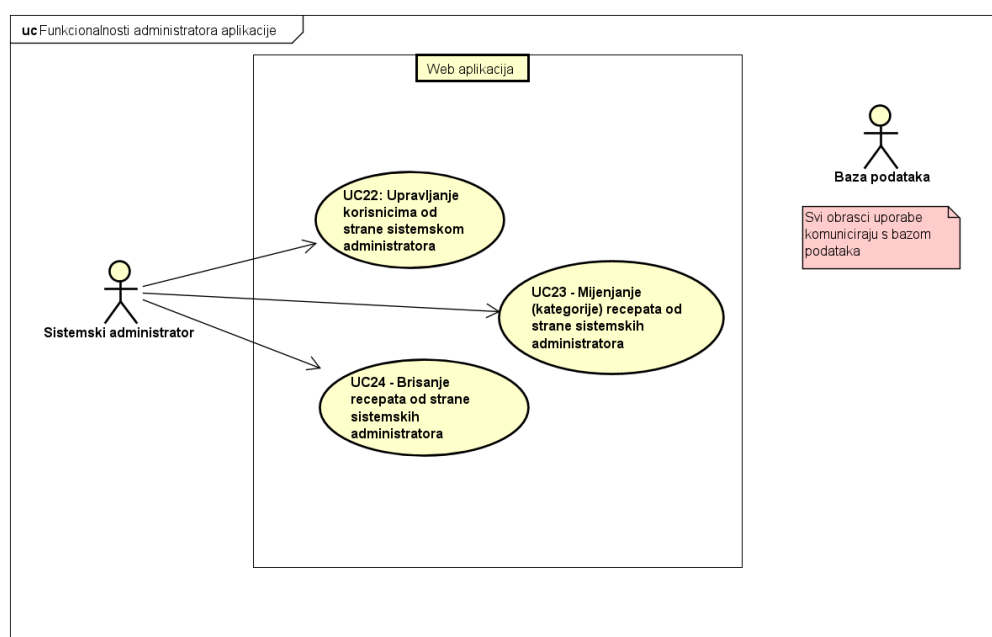 uc Funkcionalnosti administratora aplikacije
Web aplikacija
UC22: Upravljanje
korisnicima od
strane sistemskom
administratora
Baza podataka
Svi obrasci uporabe
komuniciraju s bazom
podataka
Sistemski administrator
UC23 - Mijenjanje
(kategorije) recepata od
strane sistemskih
administratora
UC24 - Brisanje
recepata od strane
sistemskih
administratora